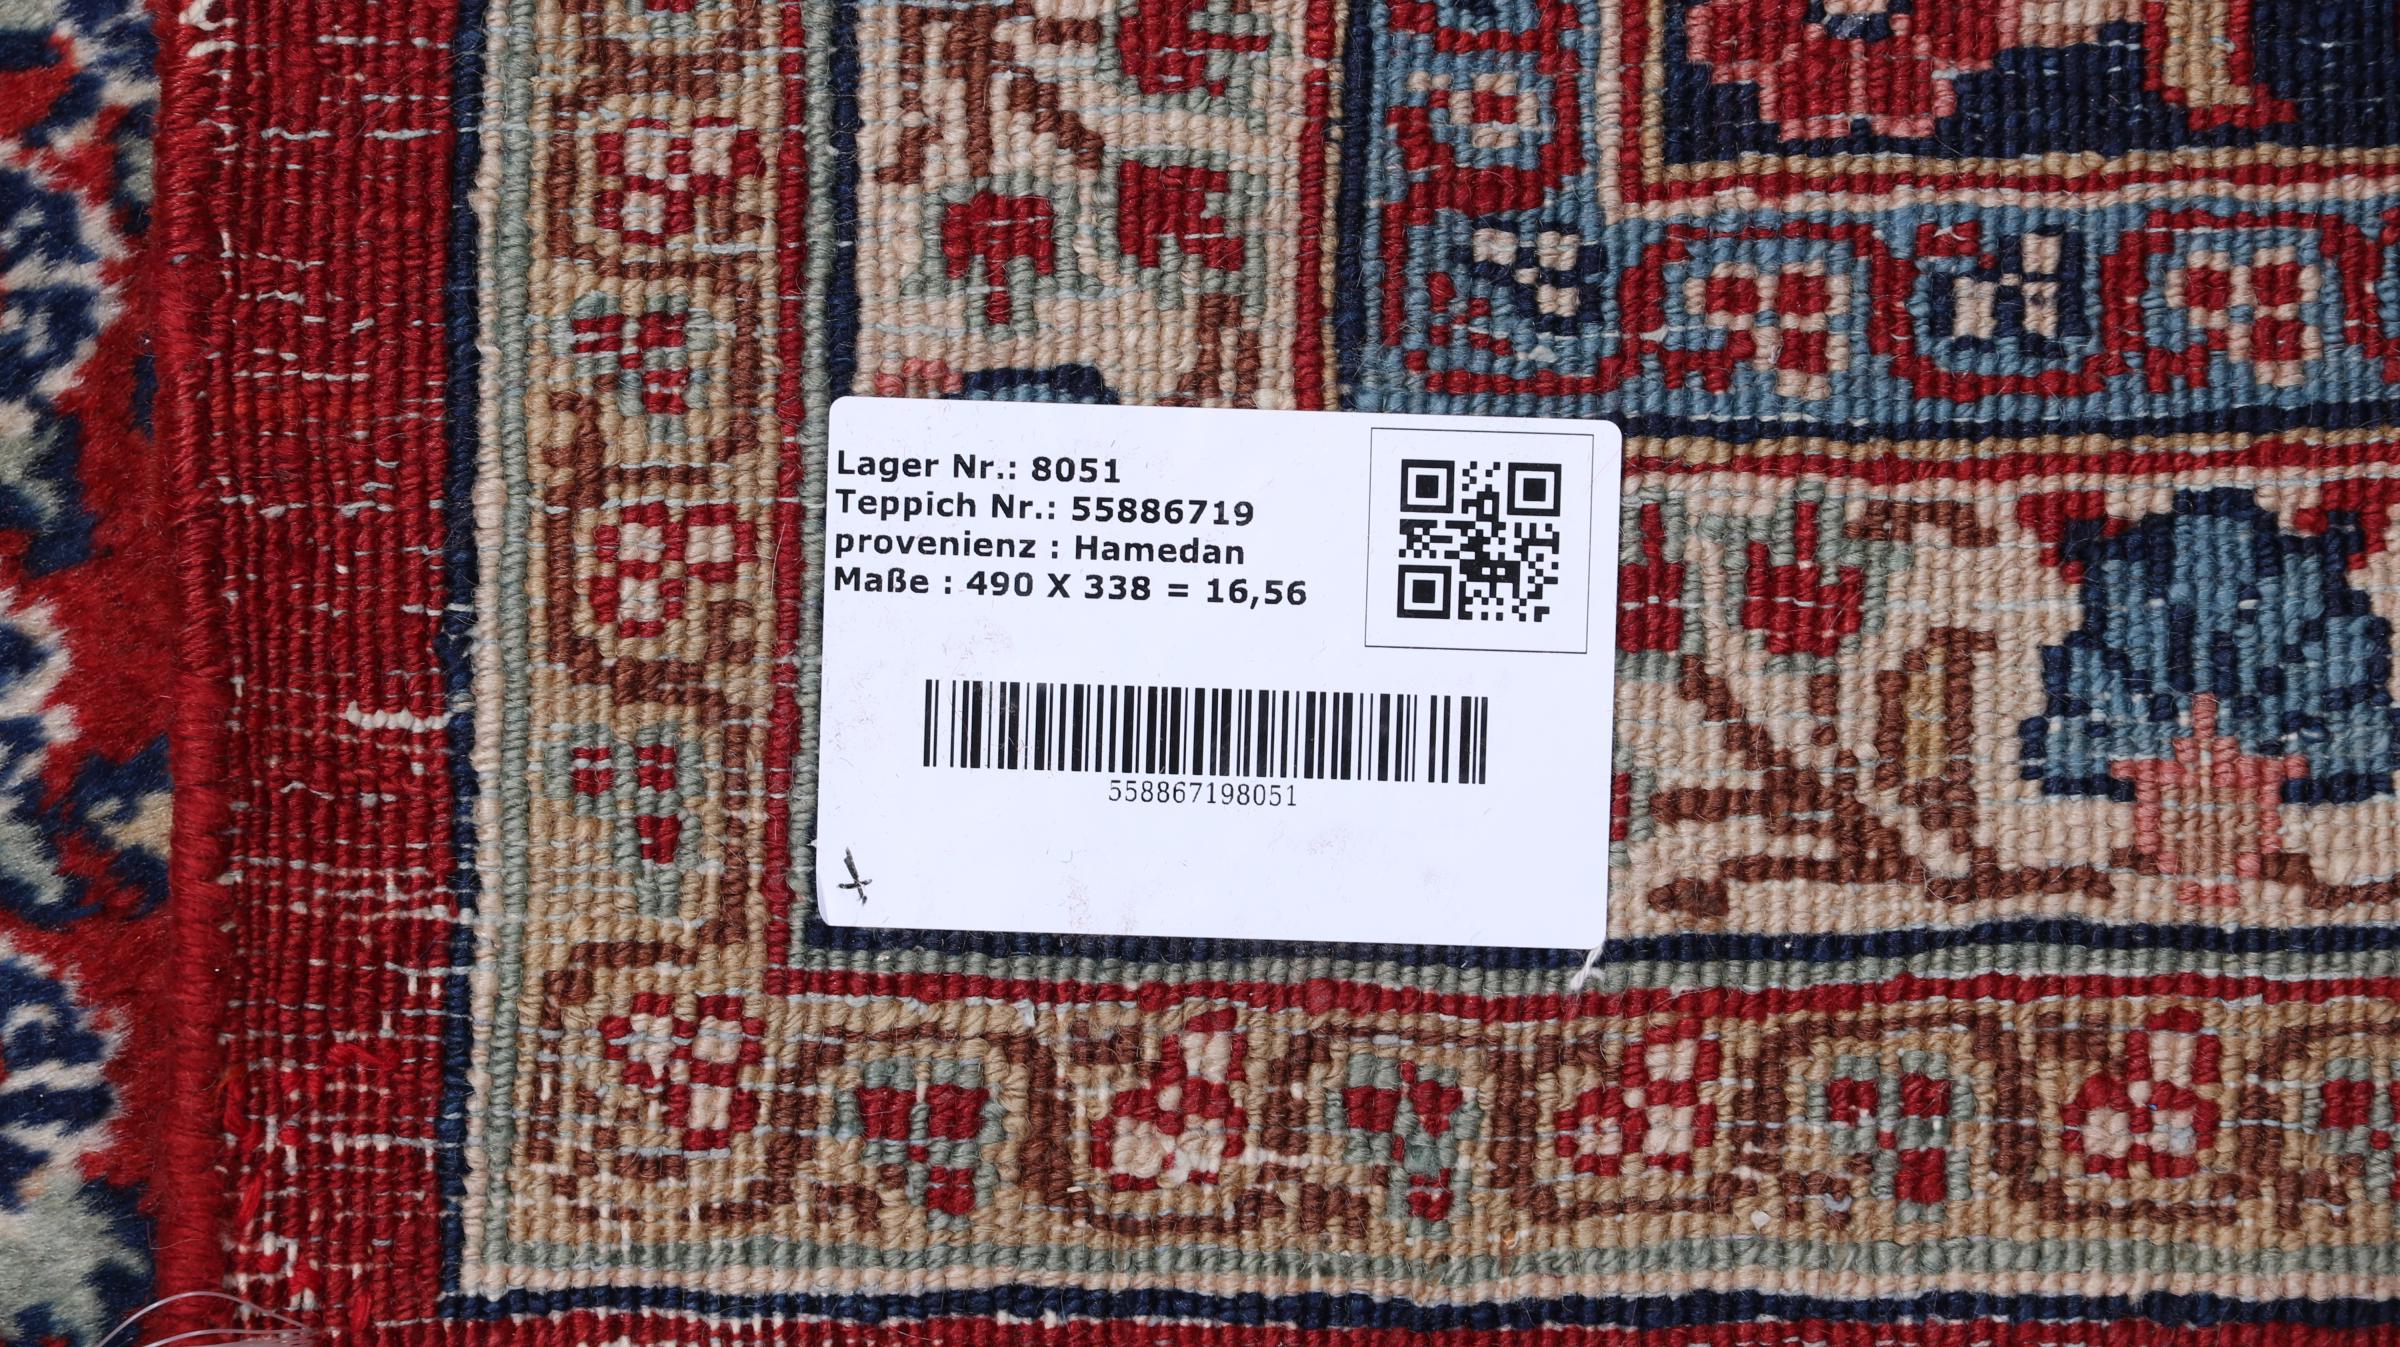 Lager Nr.: 8051
Teppich Nr.: 55886719
provenienz : Hamedan
Maße : 490 X 338 = 16,56
558867198051